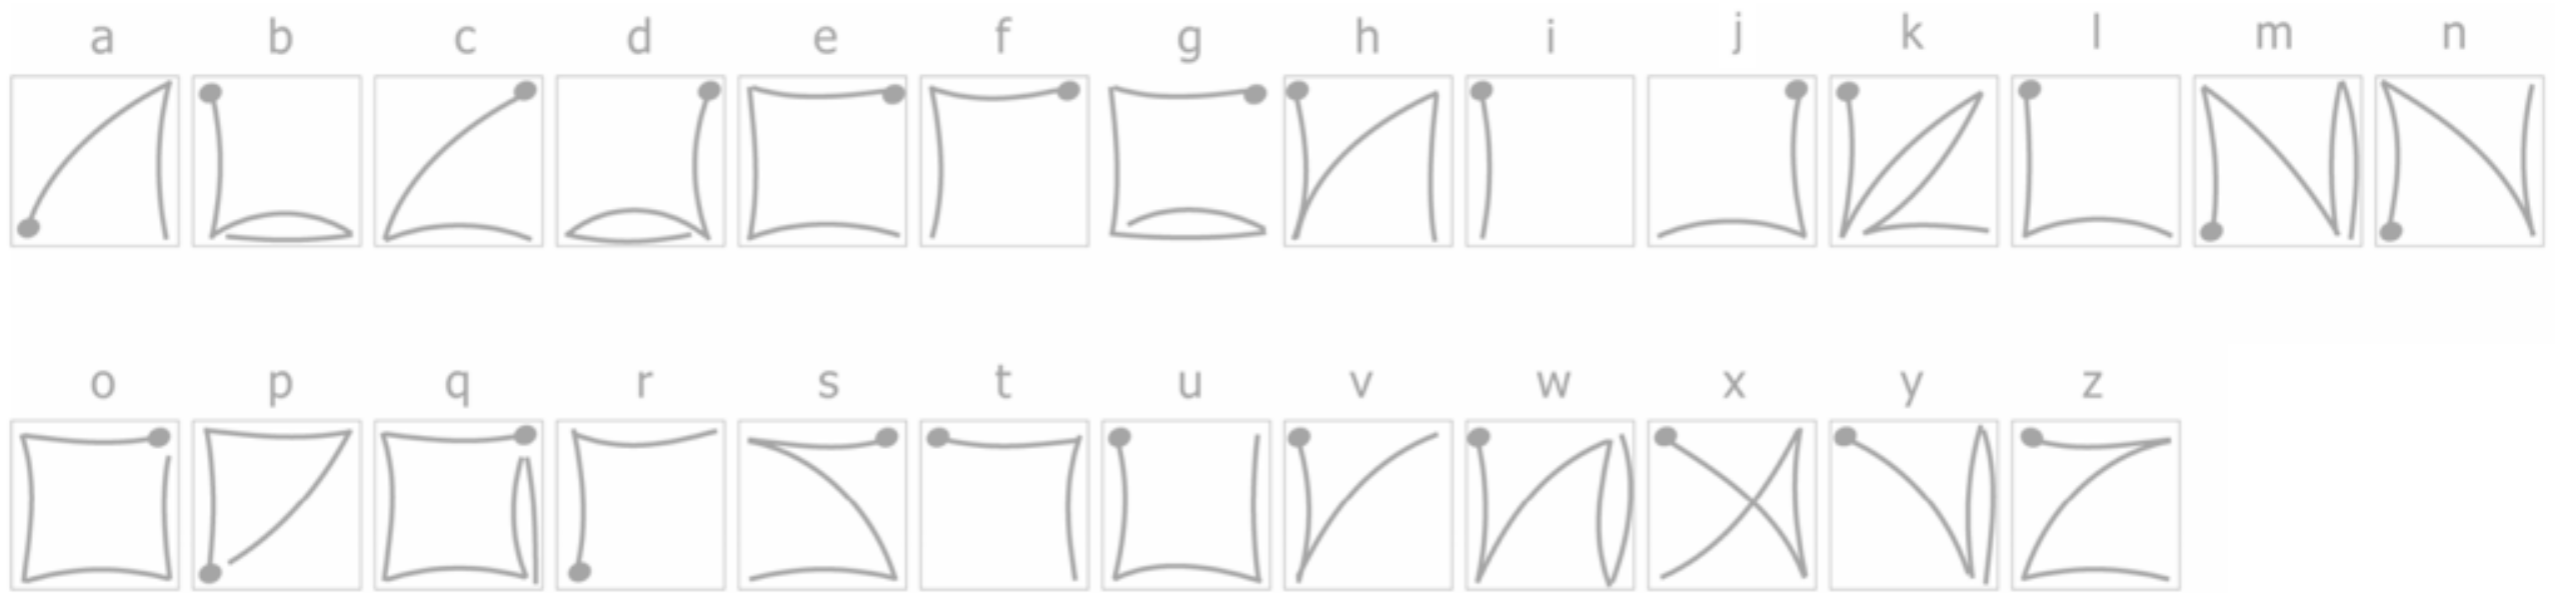 a b c d e f g h i j k l m n
o p q r s t u v w x y z